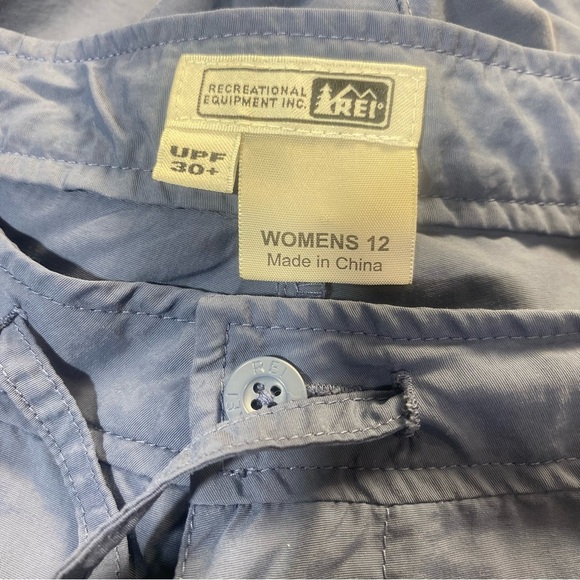 RECREATIONAL
EQUIPMENT INC.
REI
UPF
30+
WOMENS 12
Made in China
REI